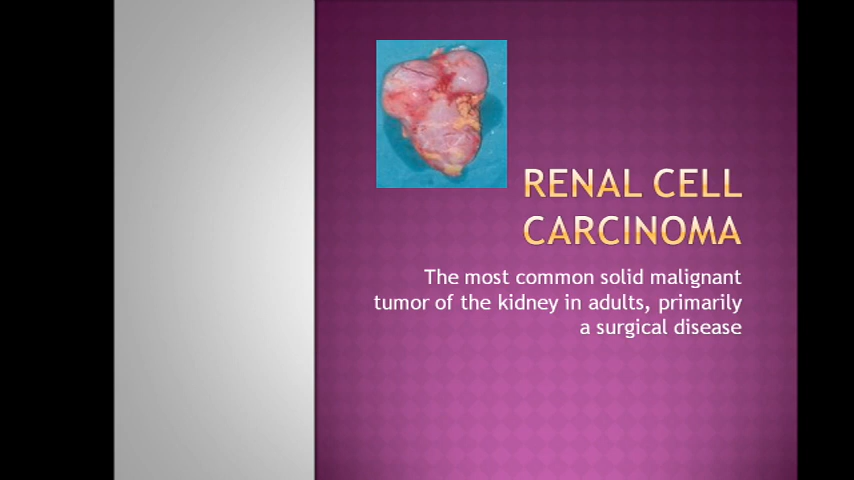 RENAL CELL
CARCINOMA
The most common solid malignant
tumor of the kidney in adults, primarily
a surgical disease